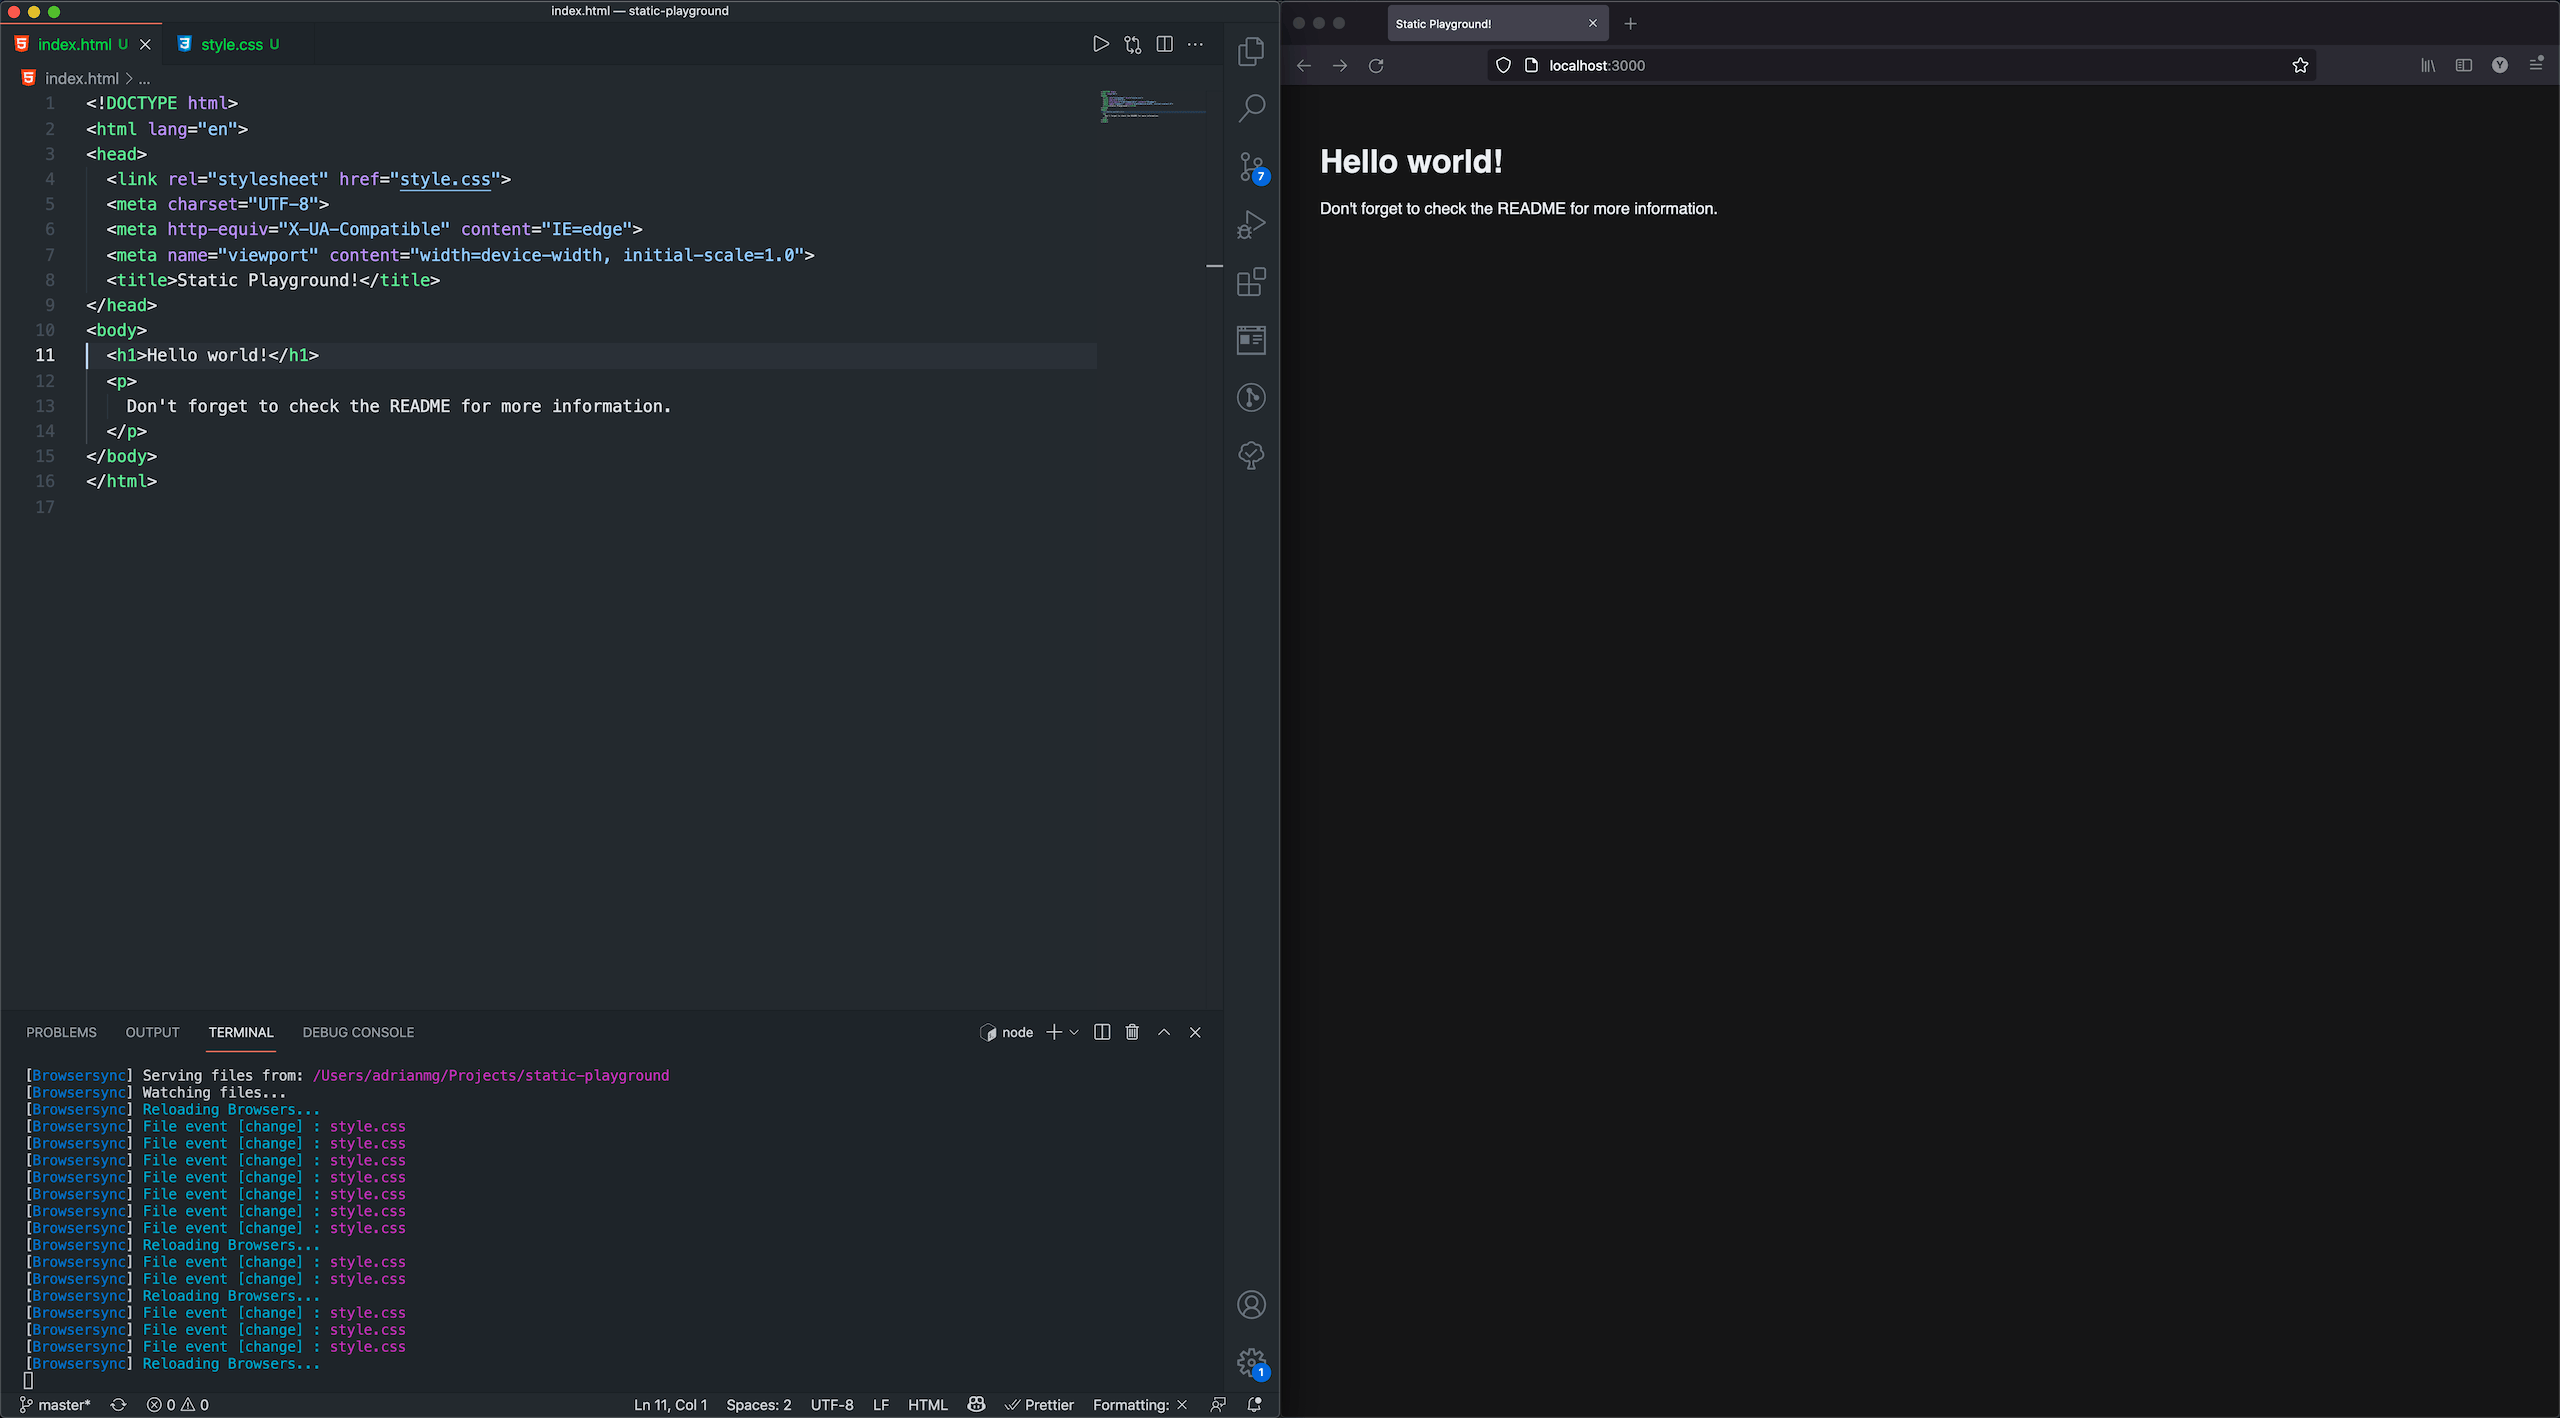 index.html — static-playground
index.html U
style.css U
index.html > ...
1 <!DOCTYPE html>
2 <html lang="en">
3 <head>
4 <link rel="stylesheet" href="style.css">
5 <meta charset="UTF-8">
6 <meta http-equiv="X-UA-Compatible" content="IE=edge">
7 <meta name="viewport" content="width=device-width, initial-scale=1.0">
8 <title>Static Playground!</title>
9 </head>
10 <body>
11 <h1>Hello world!</h1>
12 <p>
13 Don't forget to check the README for more information.
14 </p>
15 </body>
16 </html>
17
7
PROBLEMS OUTPUT TERMINAL DEBUG CONSOLE
node
[Browsersync] Serving files from: /Users/adrianmg/Projects/static-playground
[Browsersync] Watching files...
[Browsersync] Reloading Browsers...
[Browsersync] File event [change] : style.css
[Browsersync] File event [change] : style.css
[Browsersync] File event [change] : style.css
[Browsersync] File event [change] : style.css
[Browsersync] File event [change] : style.css
[Browsersync] File event [change] : style.css
[Browsersync] File event [change] : style.css
[Browsersync] Reloading Browsers...
[Browsersync] File event [change] : style.css
[Browsersync] File event [change] : style.css
[Browsersync] Reloading Browsers...
[Browsersync] File event [change] : style.css
[Browsersync] File event [change] : style.css
[Browsersync] File event [change] : style.css
[Browsersync] Reloading Browsers...
1
master* 0 0 Ln 11, Col 1 Spaces: 2 UTF-8 LF HTML Prettier Formatting: ×
Static Playground!
localhost:3000
Y
Hello world!
Don't forget to check the README for more information.